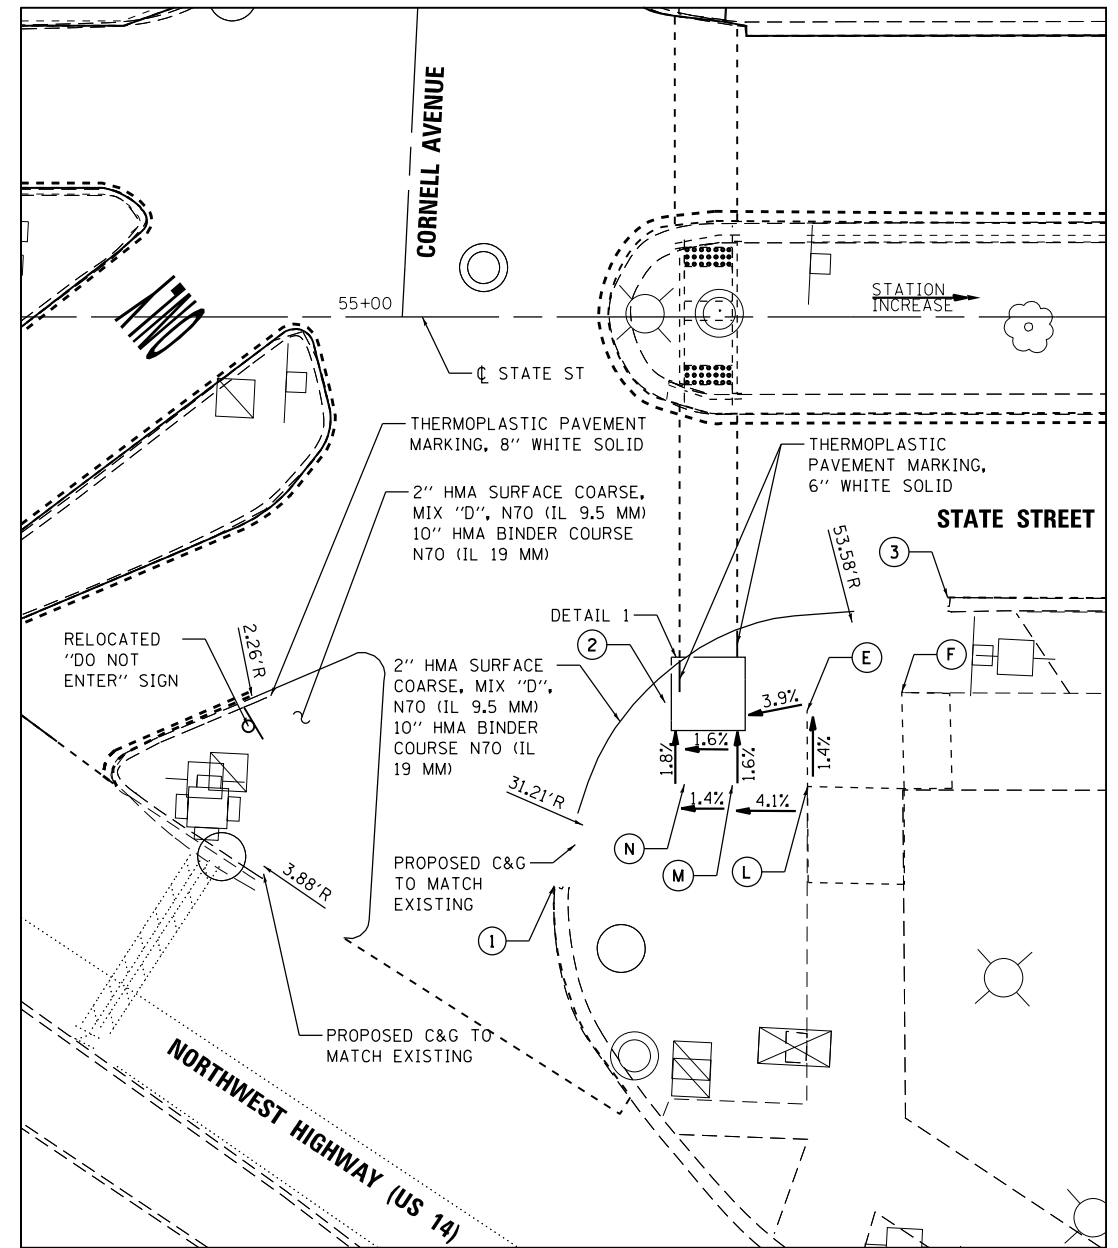 CORNELL AVENUE
55+00
STATION
INCREASE
ONLY
℄ STATE ST
THERMOPLASTIC PAVEMENT
MARKING, 8'' WHITE SOLID
THERMOPLASTIC
PAVEMENT MARKING,
6'' WHITE SOLID
2'' HMA SURFACE COARSE,
MIX "D", N70 (IL 9.5 MM)
10'' HMA BINDER COURSE
N70 (IL 19 MM)
STATE STREET
53.58'R
3
DETAIL 1
2
RELOCATED
"DO NOT
ENTER" SIGN
2.26'R
2'' HMA SURFACE
COARSE, MIX "D",
N70 (IL 9.5 MM)
10'' HMA BINDER
COURSE N70 (IL
19 MM)
E
F
3.9%
1.6%
1.8%
1.6%
1.4%
1.4%
4.1%
31.21'R
N
M
L
PROPOSED C&G
TO MATCH
EXISTING
3.88'R
1
PROPOSED C&G TO
MATCH EXISTING
NORTHWEST HIGHWAY (US 14)